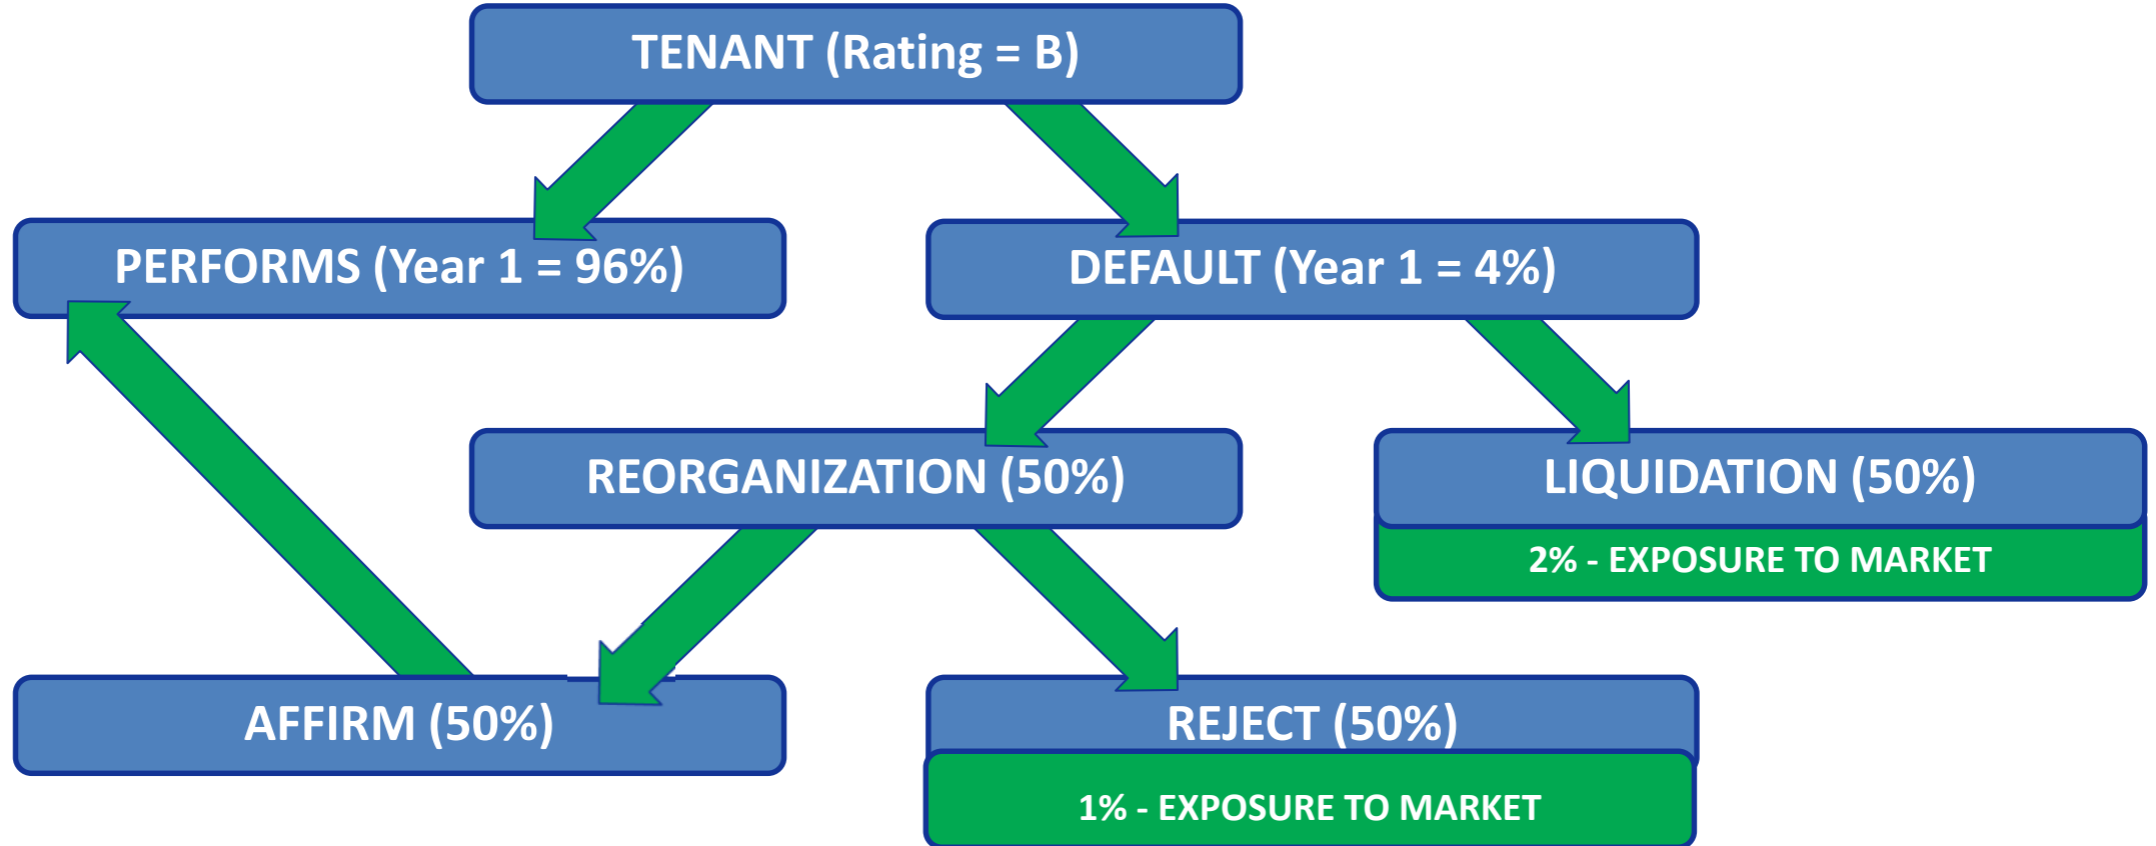 TENANT (Rating = B)
PERFORMS (Year 1 = 96%)
DEFAULT (Year 1 = 4%)
REORGANIZATION (50%)
LIQUIDATION (50%)
2% - EXPOSURE TO MARKET
AFFIRM (50%)
REJECT (50%)
1% - EXPOSURE TO MARKET